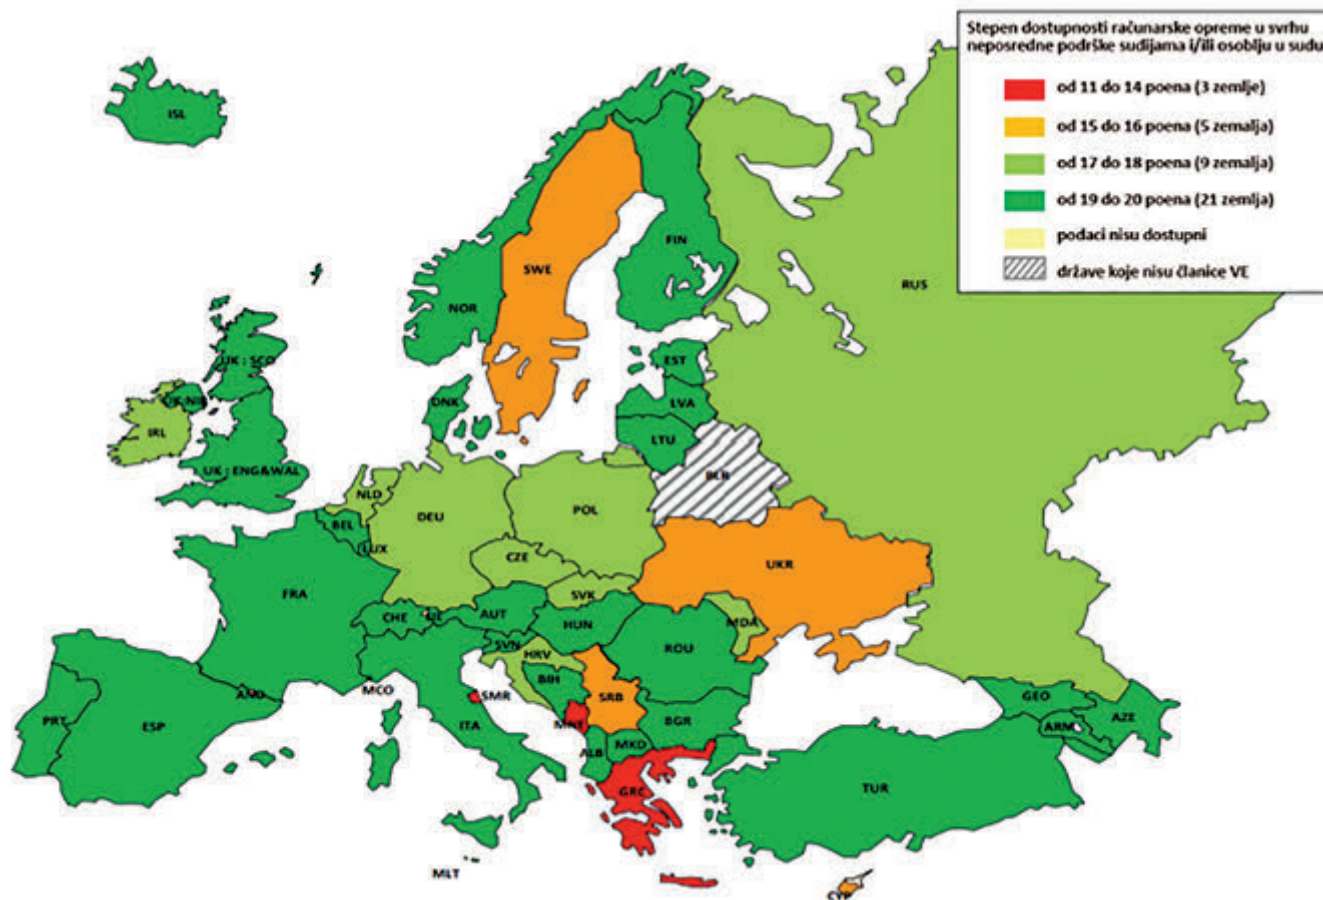 Stepen dostupnosti računarske opreme u svrhu
neposredne podrške sudijama i/ili osoblju u sudu
od 11 do 14 poena (3 zemlje)
od 15 do 16 poena (5 zemalja)
od 17 do 18 poena (9 zemalja)
od 19 do 20 poena (21 zemlja)
podaci nisu dostupni
države koje nisu članice VE
ISL
FIN
SWE
RUS
NOR
UK : SCO
EST
UK:NIR
DNK
LVA
IRL
LTU
UK : ENG&WAL
BLR
NLD
DEU
POL
BEL
LUX
CZE
UKR
FRA
SVK
CHE
LIE
AUT
HUN
MDA
SVN
HRV
ROU
BIH
AND
MCO
SMR
SRB
GEO
PRT
ESP
ITA
MNE
BGR
ARM
AZE
ALB
MKD
GRC
TUR
MLT
CYP